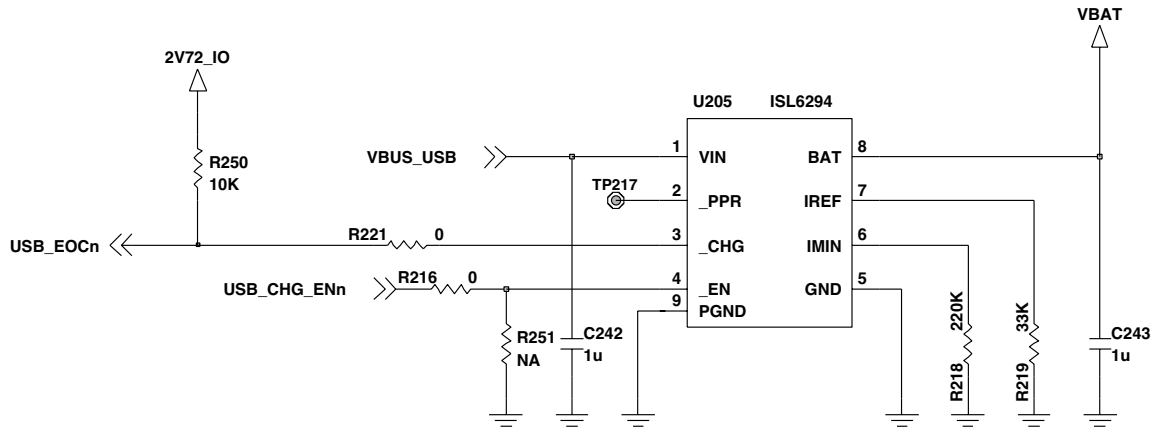 VBAT
2V72_IO
U205 ISL6294
R250
10K
VBUS_USB
1 VIN BAT 8
TP217
2 _PPR IREF 7
USB_EOCn
R221 0
3 _CHG IMIN 6
USB_CHG_ENn
R216 0
4 _EN GND 5
9 PGND
R251
NA
C242
1u
220K
R218
33K
R219
C243
1u